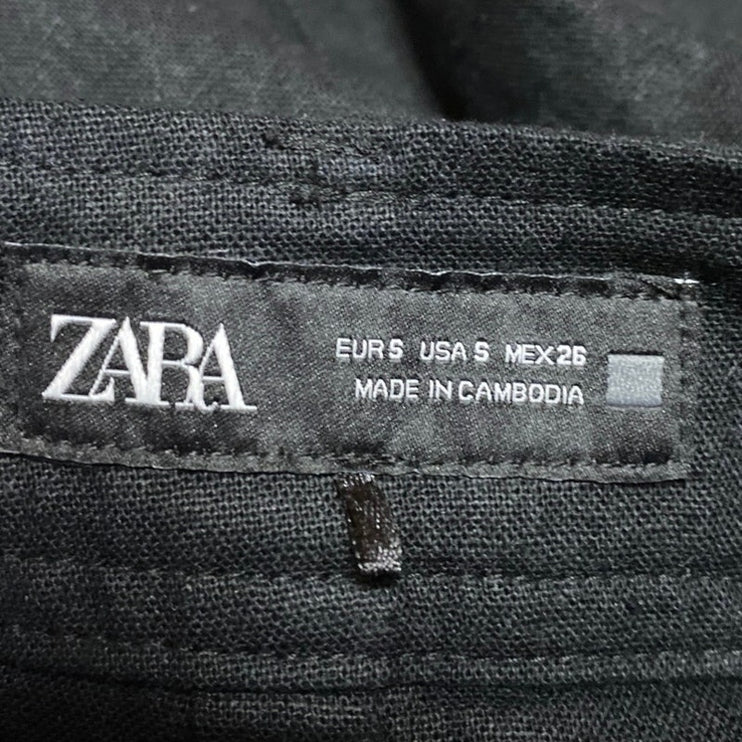 ZARA
EUR S USA S MEX 26
MADE IN CAMBODIA